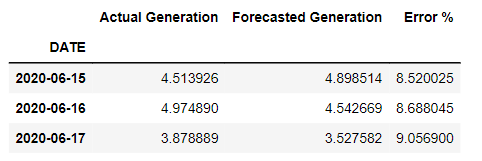 Actual Generation Forecasted Generation Error %
DATE
2020-06-15 4.513926 4.898514 8.520025
2020-06-16 4.974890 4.542669 8.688045
2020-06-17 3.878889 3.527582 9.056900